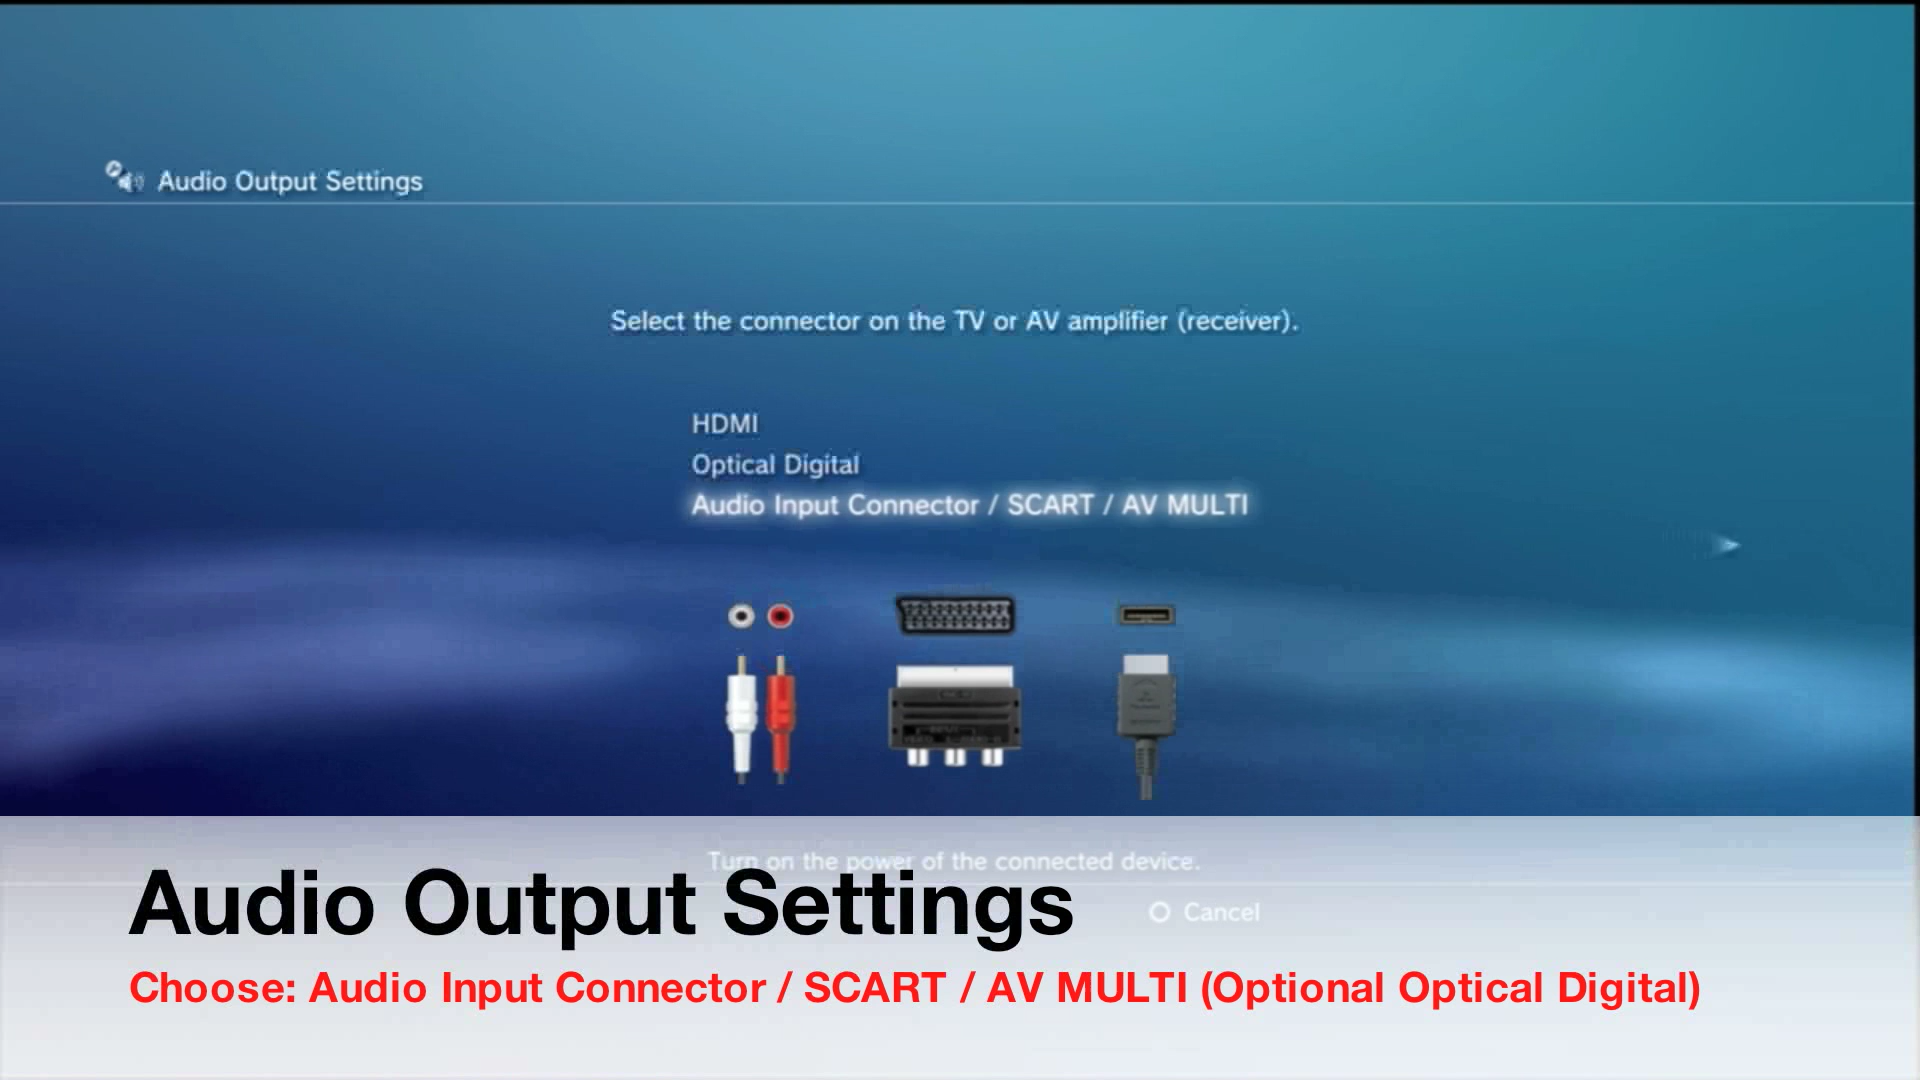 Audio Output Settings
Select the connector on the TV or AV amplifier (receiver).
HDMI
Optical Digital
Audio Input Connector / SCART / AV MULTI
Turn on the power of the connected device.
Audio Output Settings
Cancel
Choose: Audio Input Connector / SCART / AV MULTI (Optional Optical Digital)